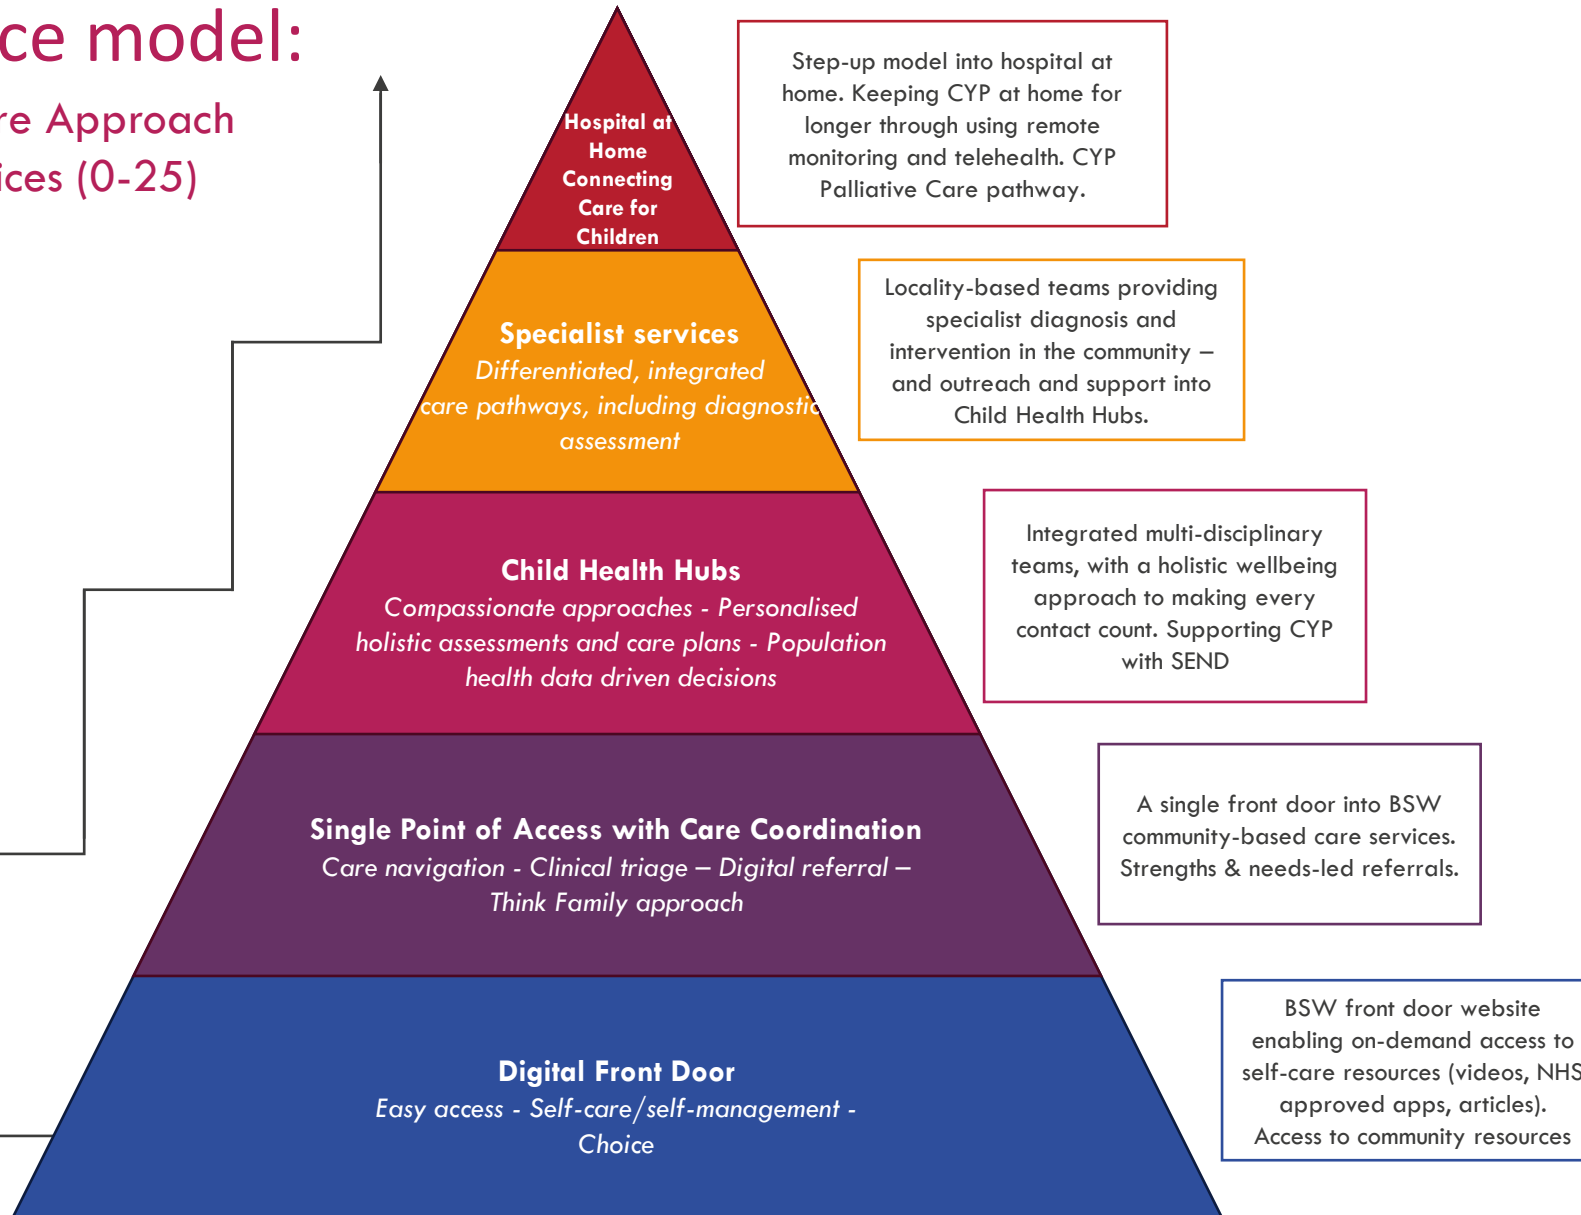 ce model:
re Approach
ices (0-25)
Hospital at
Home
Connecting
Care for
Children
Step-up model into hospital at
home. Keeping CYP at home for
longer through using remote
monitoring and telehealth. CYP
Palliative Care pathway.
Specialist services
Differentiated, integrated
care pathways, including diagnostic
assessment
Locality-based teams providing
specialist diagnosis and
intervention in the community –
and outreach and support into
Child Health Hubs.
Child Health Hubs
Compassionate approaches - Personalised
holistic assessments and care plans - Population
health data driven decisions
Integrated multi-disciplinary
teams, with a holistic wellbeing
approach to making every
contact count. Supporting CYP
with SEND
Single Point of Access with Care Coordination
Care navigation - Clinical triage – Digital referral –
Think Family approach
A single front door into BSW
community-based care services.
Strengths & needs-led referrals.
Digital Front Door
Easy access - Self-care/self-management -
Choice
BSW front door website
enabling on-demand access to
self-care resources (videos, NHS
approved apps, articles).
Access to community resources